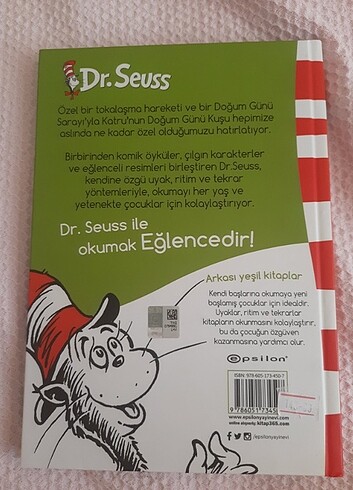 Dr. Seuss
Özel bir tokalaşma hareketi ve bir Doğum Günü
Sarayı'yla Katru'nun Doğum Günü Kuşu hepimize
aslında ne kadar özel olduğumuzu hatırlatıyor.
Birbirinden komik öyküler, çılgın karakterler
ve eğlenceli resimleri birleştiren Dr.Seuss,
kendine özgü uyak, ritim ve tekrar
yöntemleriyle, okumayı her yaş ve
yetenekte çocuklar için kolaylaştırıyor.
Dr. Seuss ile
okumak Eğlencedir!
Arkası yeşil kitaplar
Kendi başlarına okumaya yeni
başlamış çocuklar için idealdir.
Uyaklar, ritim ve tekrarlar
kitapların okunmasını kolaylaştırır,
bu da çocuğun özgüven
kazanmasına yardımcı olur.
epsilon
www.epsilonyayinevi.com
online alışveriş: kitap365.com
/epsilonyayinevi
ISBN: 978-605-173-450-7